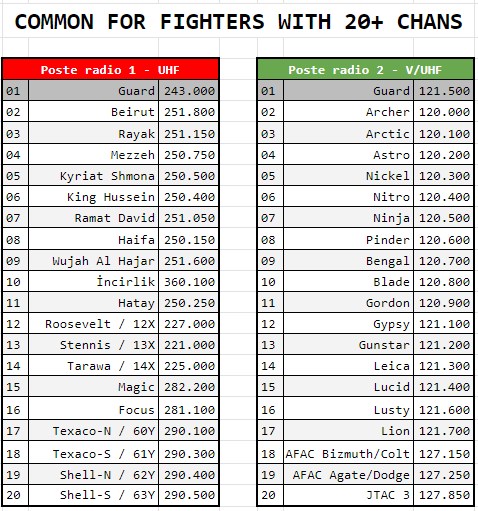 COMMON FOR FIGHTERS WITH 20+ CHANS
Poste radio 1 - UHF
01 Guard 243.000
02 Beirut 251.800
03 Rayak 251.150
04 Mezzeh 250.750
05 Kyriat Shmona 250.500
06 King Hussein 250.400
07 Ramat David 251.050
08 Haifa 250.150
09 Wujah Al Hajar 251.600
10 İncirlik 360.100
11 Hatay 250.250
12 Roosevelt / 12X 227.000
13 Stennis / 13X 221.000
14 Tarawa / 14X 225.000
15 Magic 282.200
16 Focus 281.100
17 Texaco-N / 60Y 290.100
18 Texaco-S / 61Y 290.300
19 Shell-N / 62Y 290.400
20 Shell-S / 63Y 290.500
Poste radio 2 - V/UHF
01 Guard 121.500
02 Archer 120.000
03 Arctic 120.100
04 Astro 120.200
05 Nickel 120.300
06 Nitro 120.400
07 Ninja 120.500
08 Pinder 120.600
09 Bengal 120.700
10 Blade 120.800
11 Gordon 120.900
12 Gypsy 121.100
13 Gunstar 121.200
14 Leica 121.300
15 Lucid 121.400
16 Lusty 121.600
17 Lion 121.700
18 AFAC Bizmuth/Colt 127.150
19 AFAC Agate/Dodge 127.250
20 JTAC 3 127.850